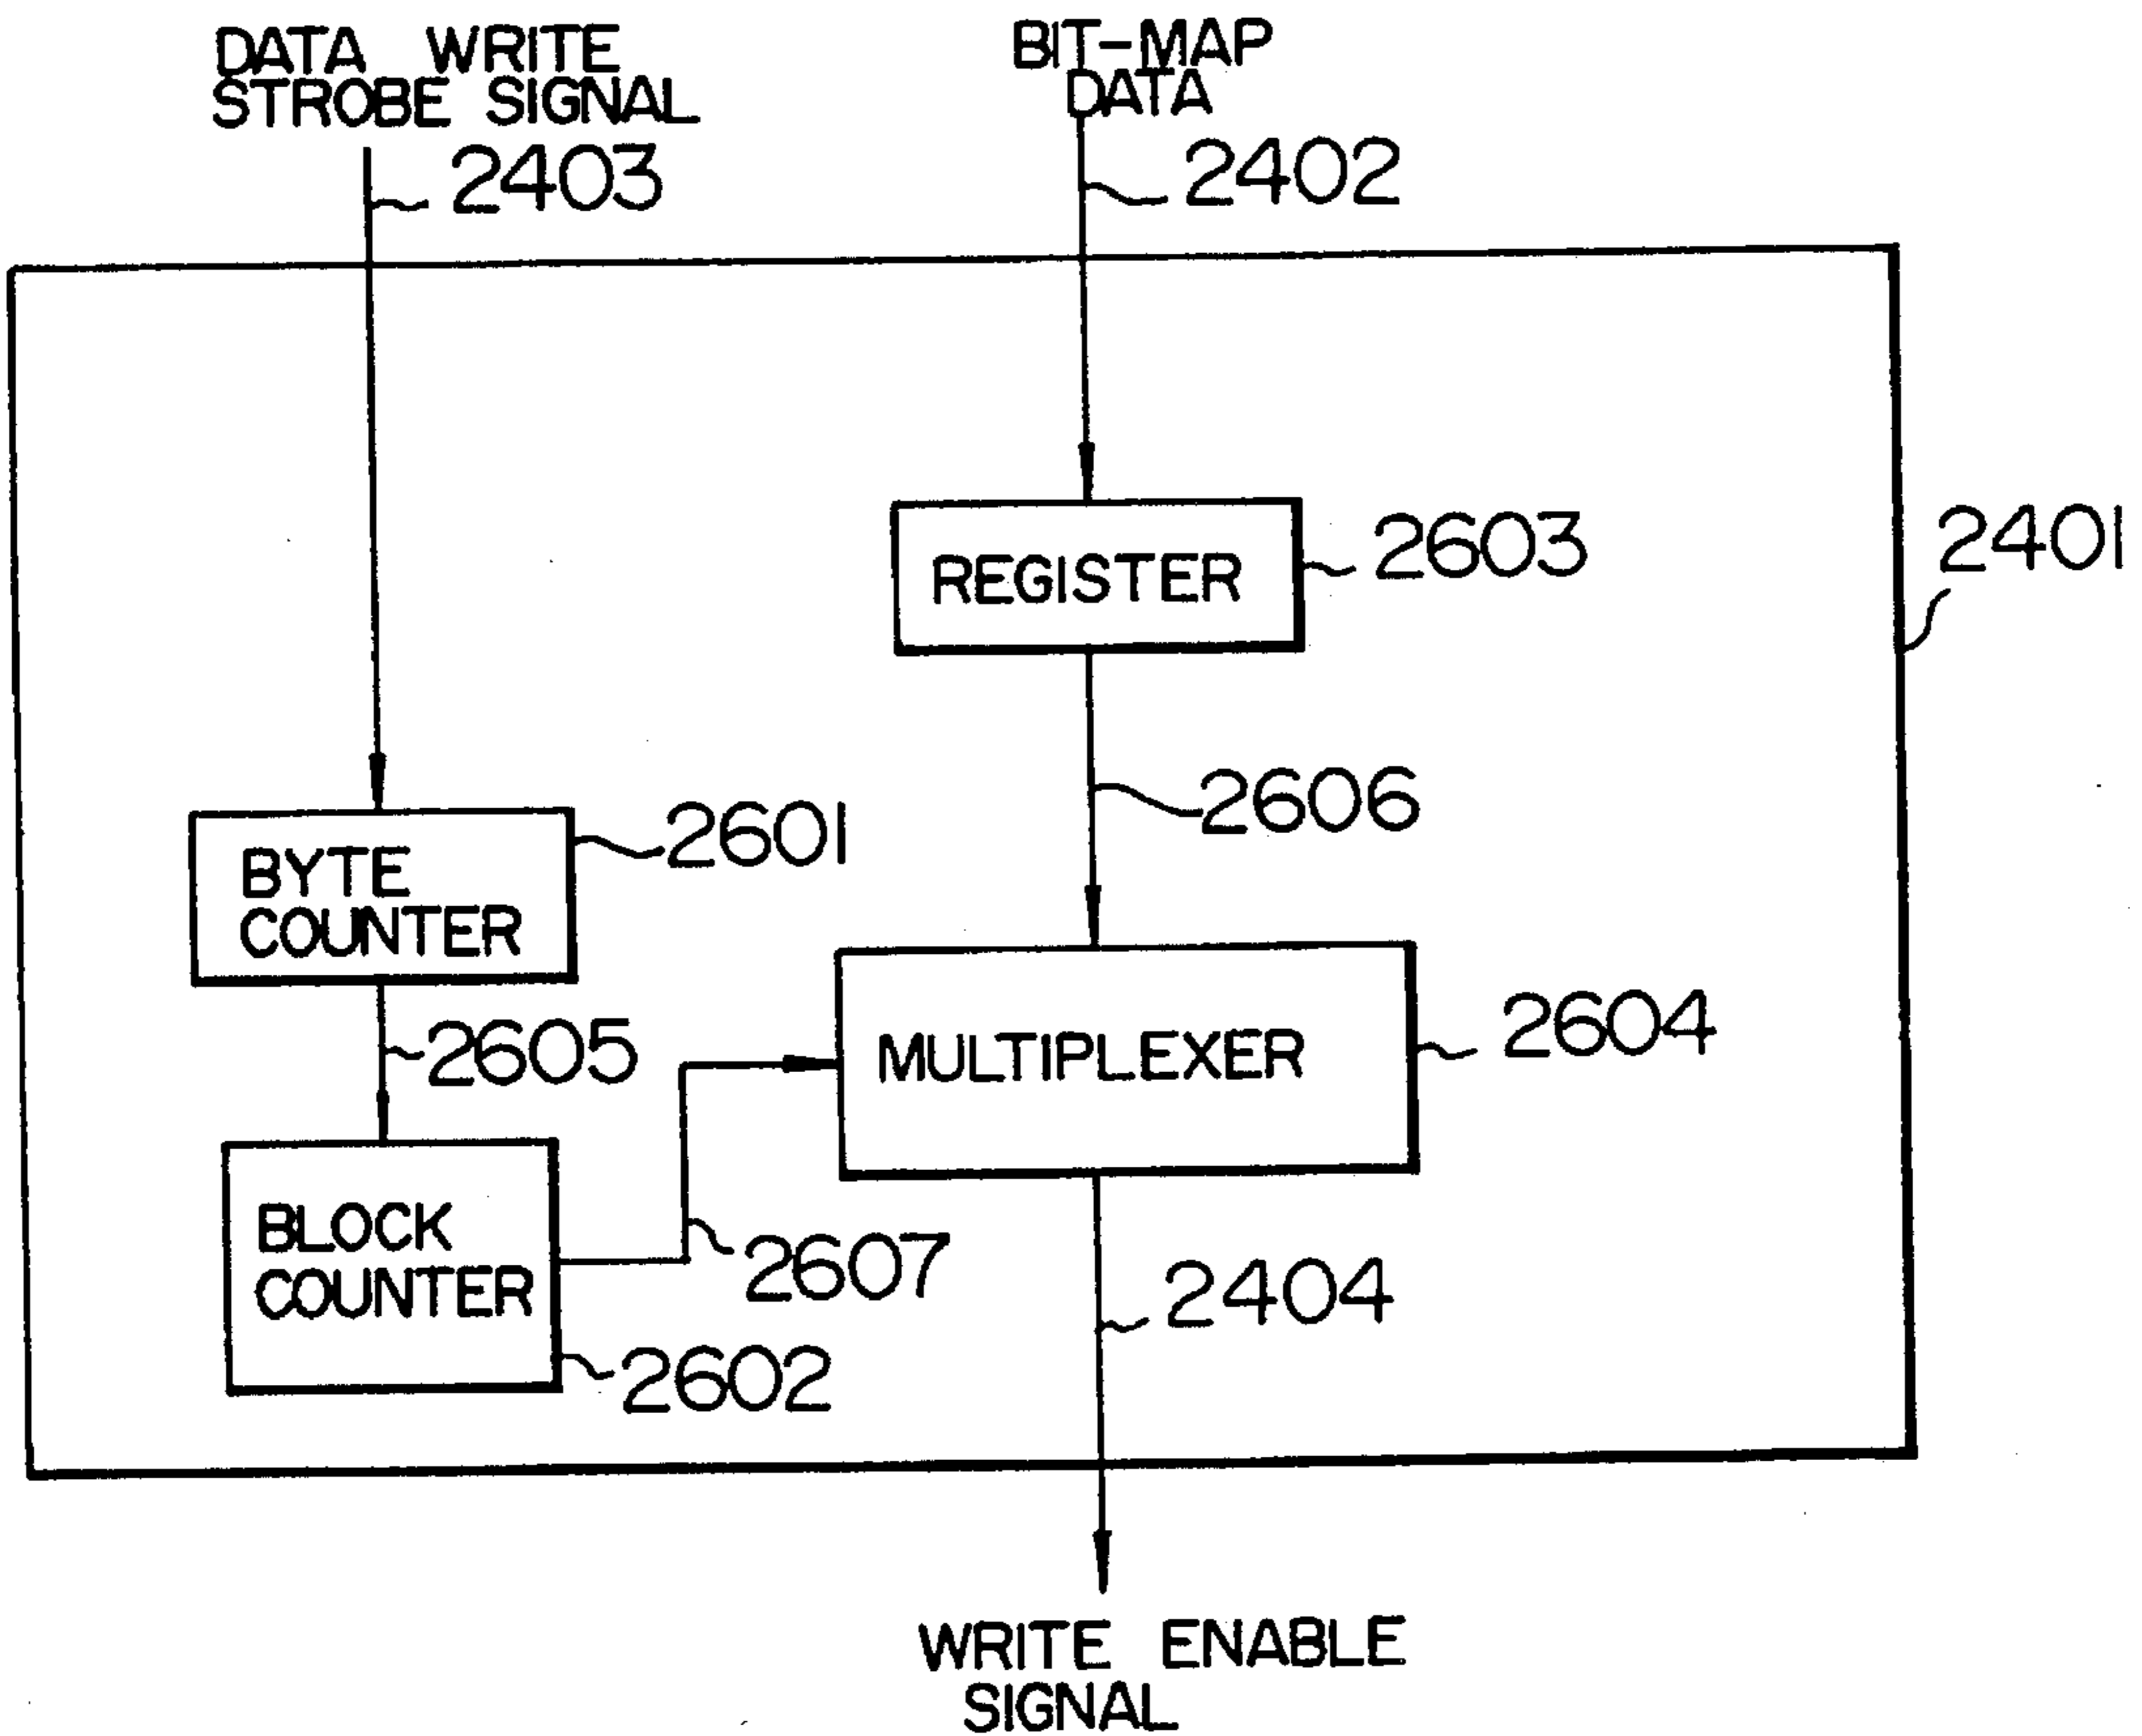 DATA WRITE
STROBE SIGNAL
BIT-MAP
DATA
2403
2402
REGISTER
2603
2401
2606
BYTE
COUNTER
2601
2605
MULTIPLEXER
2604
BLOCK
COUNTER
2607
2404
2602
WRITE ENABLE
SIGNAL